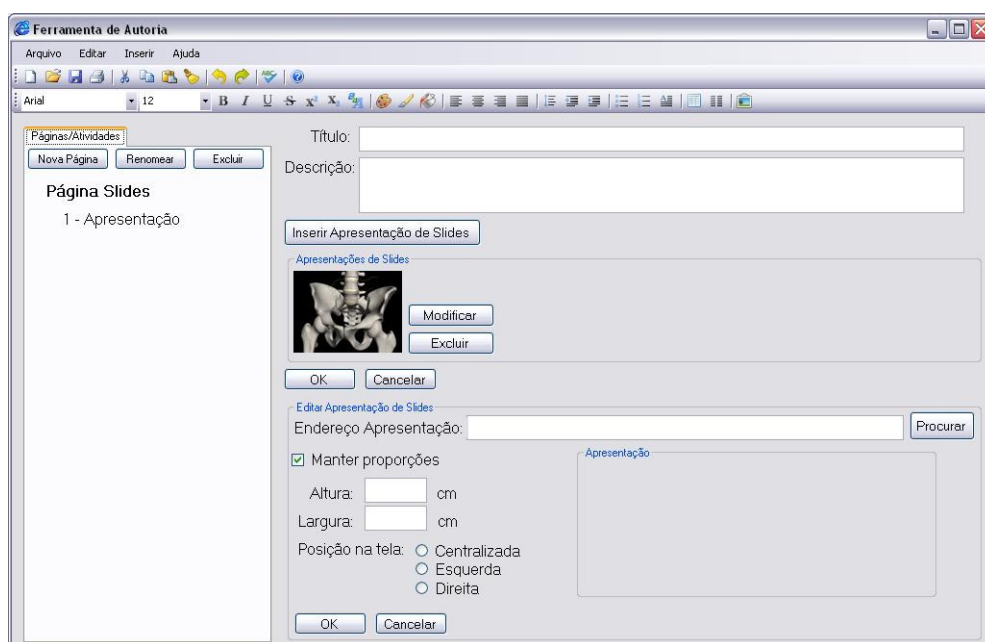 Ferramenta de Autoria
Arquivo Editar Inserir Ajuda
Arial 12 B I U S x² X₂
Páginas/Atividades
Nova Página Renomear Excluir
Página Slides
1 - Apresentação
Título:
Descrição:
Inserir Apresentação de Slides
Apresentações de Slides
Modificar
Excluir
OK Cancelar
Editar Apresentação de Slides
Endereço Apresentação: Procurar
Manter proporções
Apresentação
Altura: cm
Largura: cm
Posição na tela: Centralizada
Esquerda
Direita
OK Cancelar